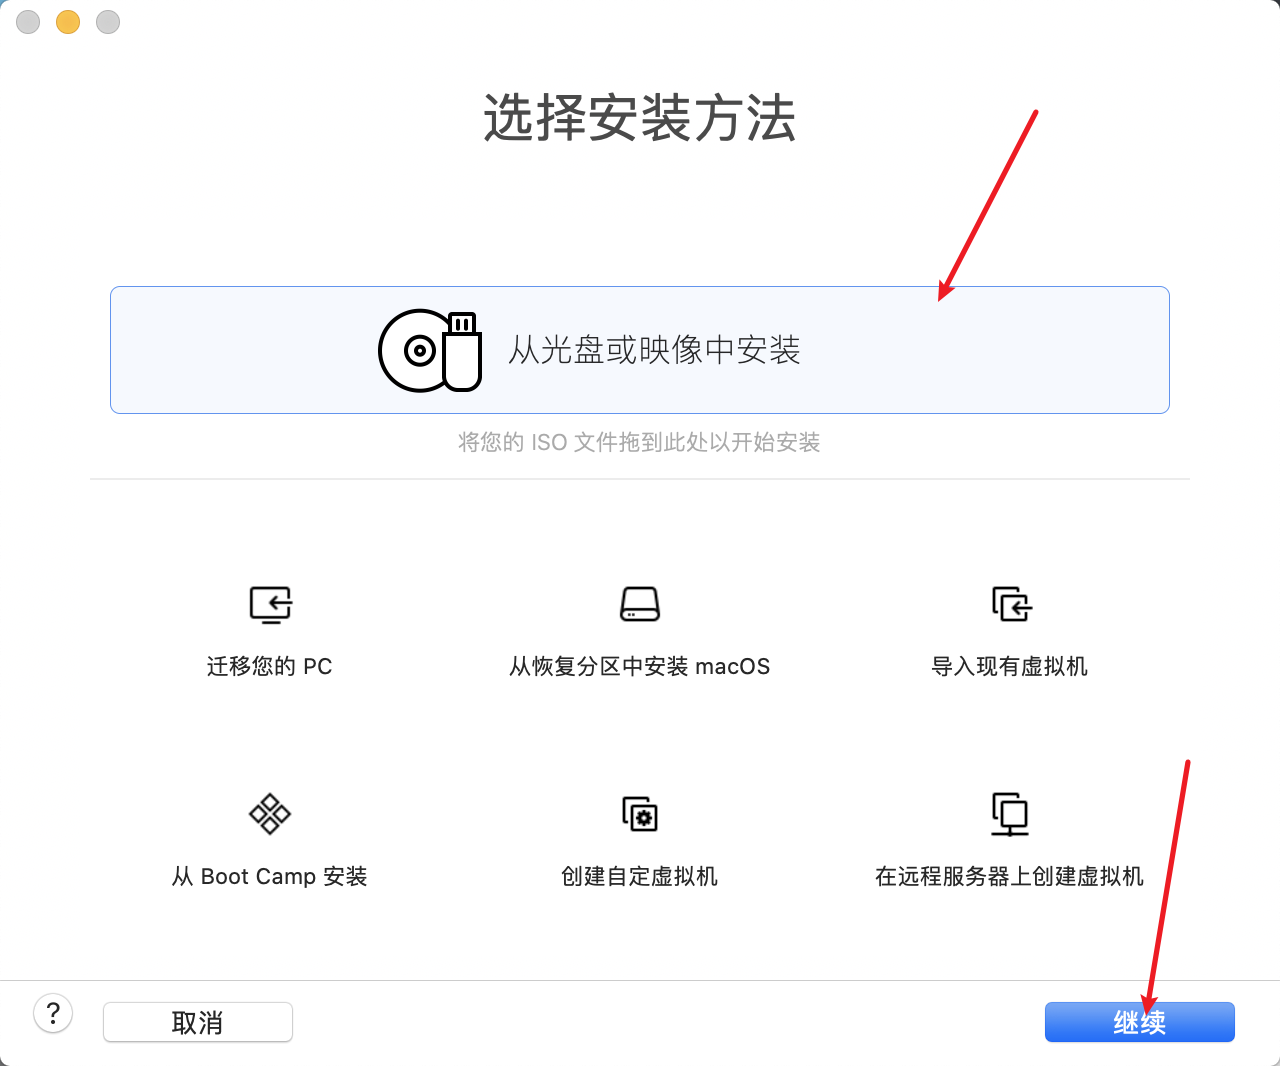 选择安装方法
从光盘或映像中安装
将您的 ISO 文件拖到此处以开始安装
迁移您的 PC
从恢复分区中安装 macOS
导入现有虚拟机
从 Boot Camp 安装
创建自定虚拟机
在远程服务器上创建虚拟机
?
取消
继续